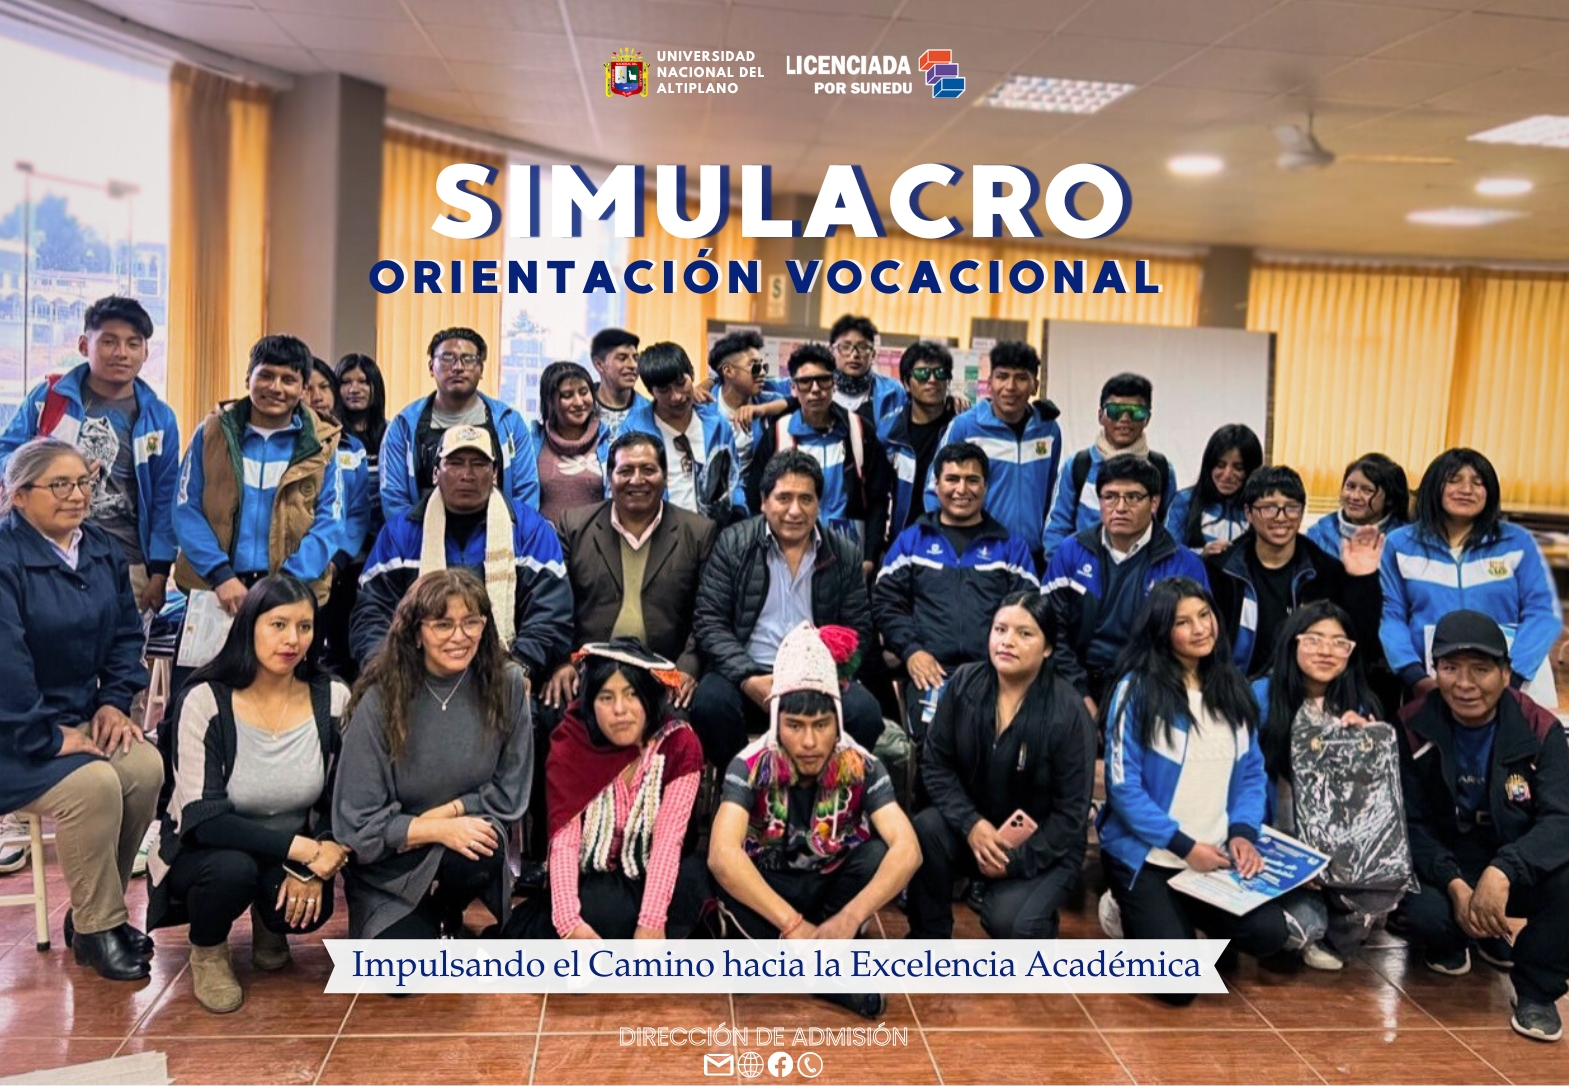 UNIVERSIDAD
NACIONAL DEL
ALTIPLANO
LICENCIADA
POR SUNEDU
SIMULACRO
ORIENTACIÓN VOCACIONAL
Impulsando el Camino hacia la Excelencia Académica
DIRECCIÓN DE ADMISIÓN